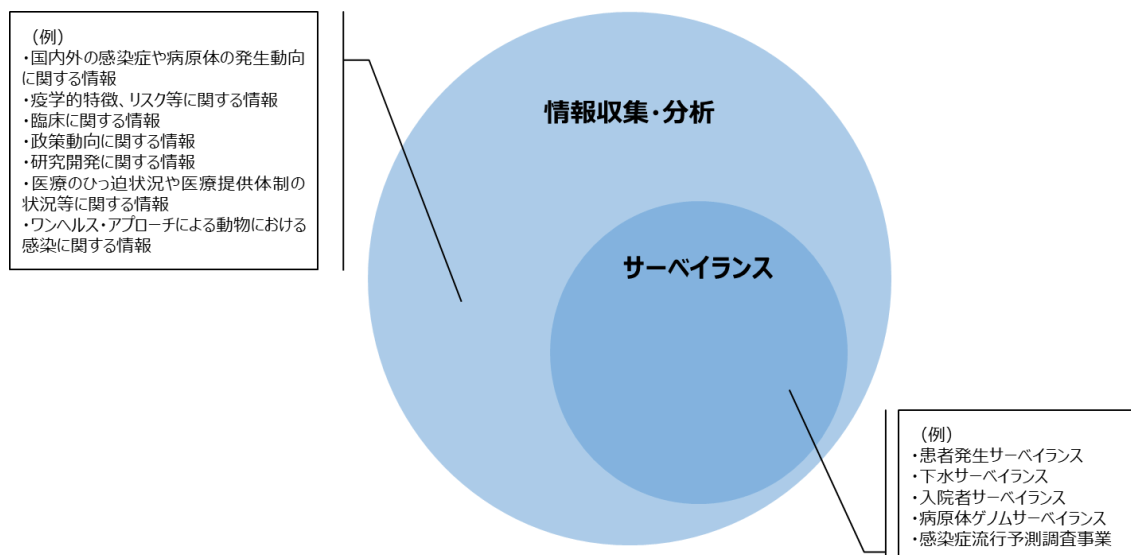 （例）
・国内外の感染症や病原体の発生動向
に関する情報
・疫学的特徴、リスク等に関する情報
・臨床に関する情報
・政策動向に関する情報
・研究開発に関する情報
・医療のひっ迫状況や医療提供体制の
状況等に関する情報
・ワンヘルス・アプローチによる動物における
感染に関する情報
情報収集・分析
サーベイランス
（例）
・患者発生サーベイランス
・下水サーベイランス
・入院者サーベイランス
・病原体ゲノムサーベイランス
・感染症流行予測調査事業